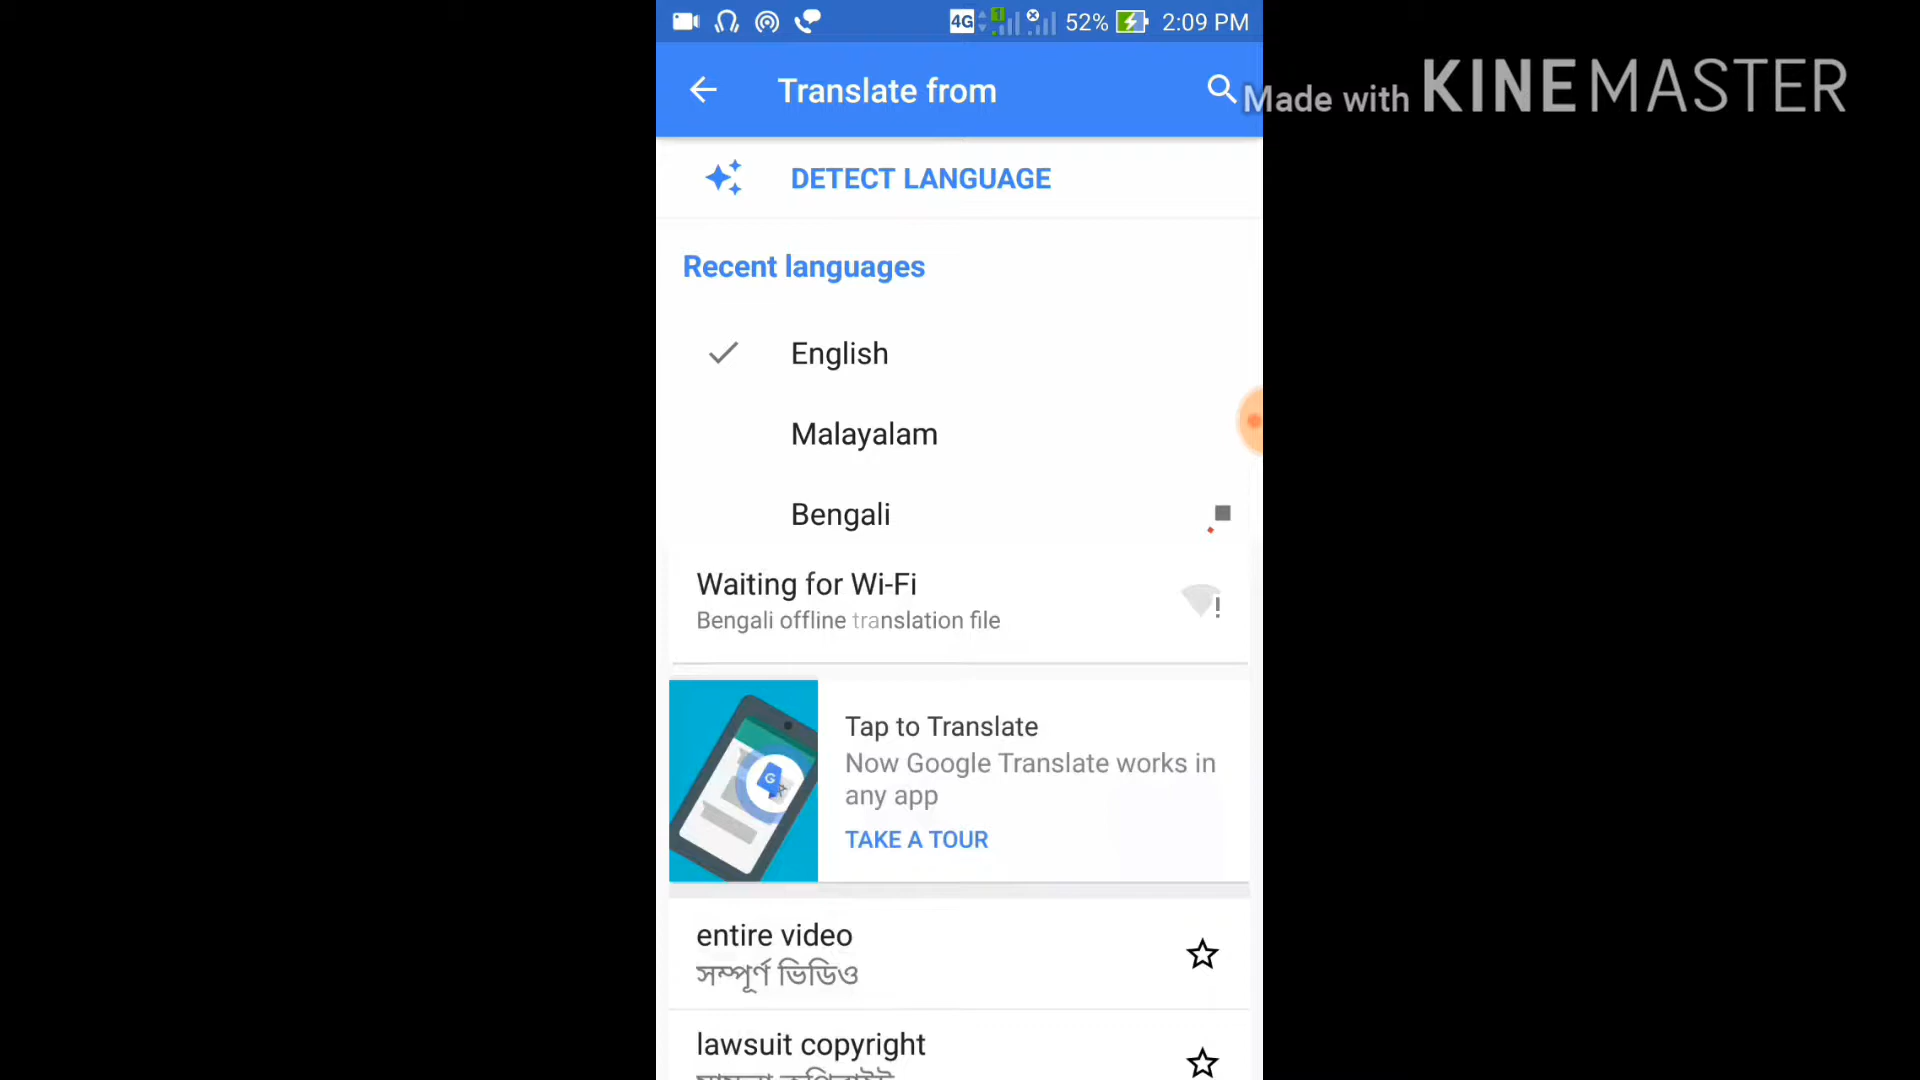 4G 1 52% 2:09 PM
Translate from
Made with KINEMASTER
DETECT LANGUAGE
Recent languages
English
Malayalam
Bengali
Waiting for Wi-Fi
Bengali offline translation file
Tap to Translate
Now Google Translate works in
any app
TAKE A TOUR
entire video
সম্পূর্ণ ভিডিও
lawsuit copyright